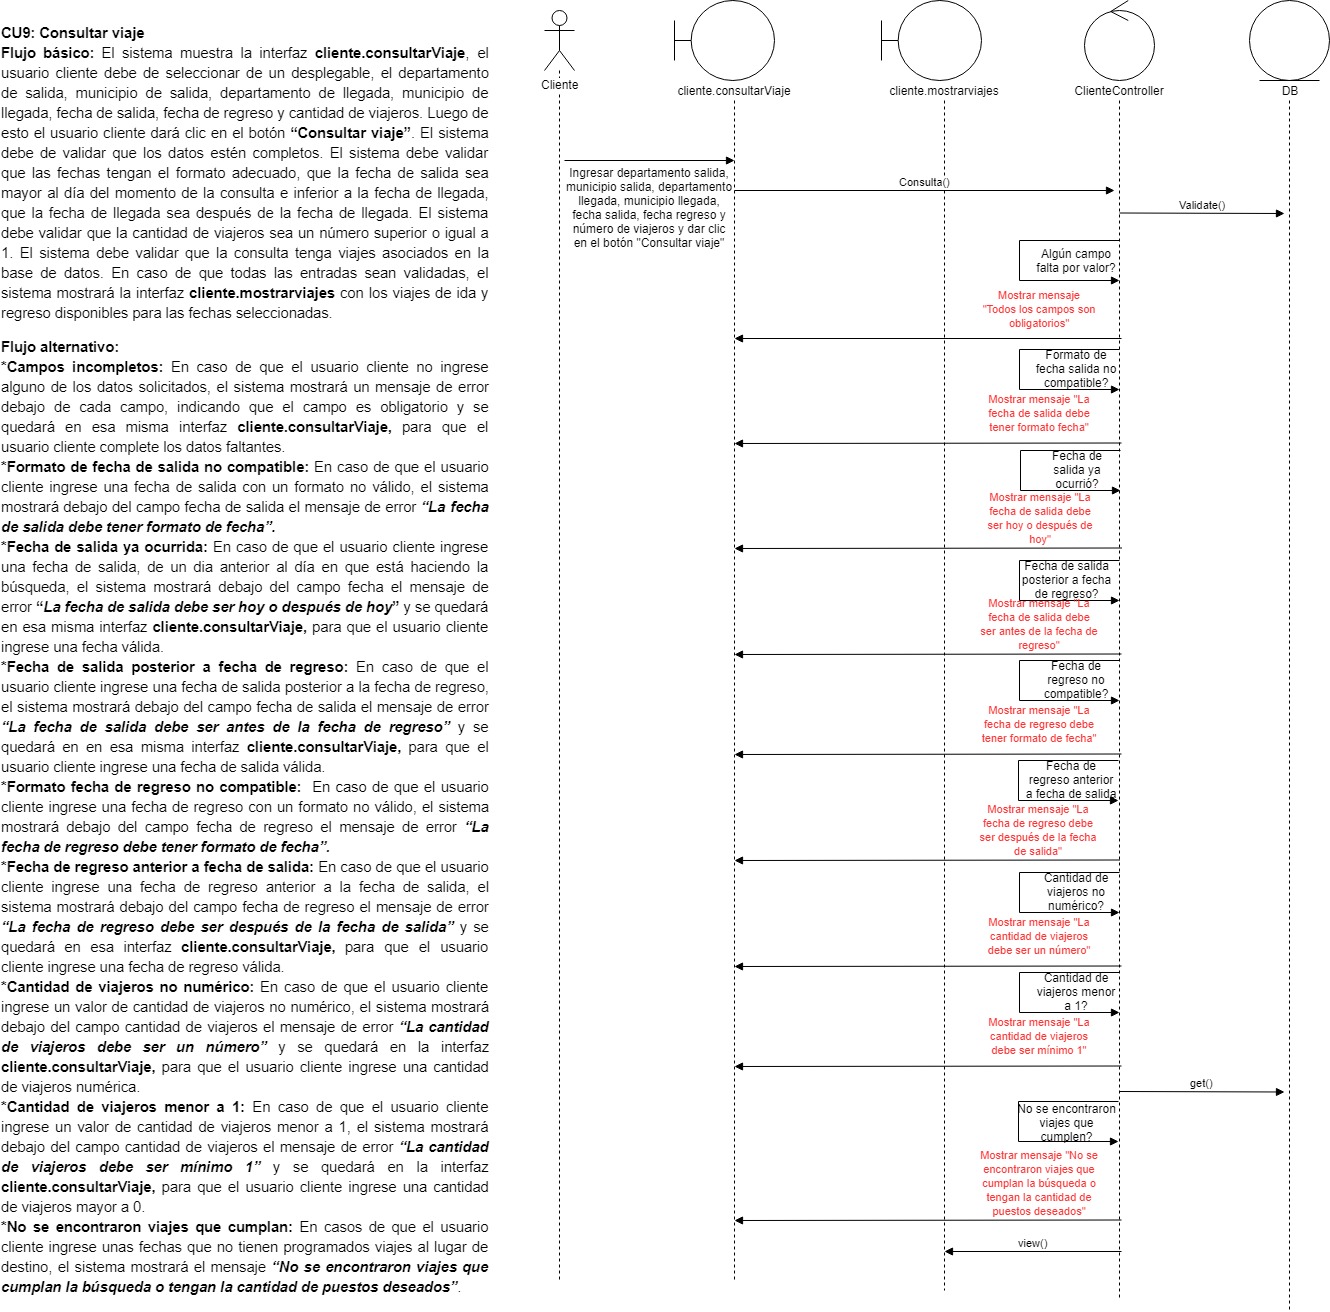 CU9: Consultar viaje
Flujo básico: El sistema muestra la interfaz cliente.consultarViaje, el
usuario cliente debe de seleccionar de un desplegable, el departamento
de salida, municipio de salida, departamento de llegada, municipio de
llegada, fecha de salida, fecha de regreso y cantidad de viajeros. Luego de
esto el usuario cliente dará clic en el botón “Consultar viaje”. El sistema
debe de validar que los datos estén completos. El sistema debe validar
que las fechas tengan el formato adecuado, que la fecha de salida sea
mayor al día del momento de la consulta e inferior a la fecha de llegada,
que la fecha de llegada sea después de la fecha de llegada. El sistema
debe validar que la cantidad de viajeros sea un número superior o igual a
1. El sistema debe validar que la consulta tenga viajes asociados en la
base de datos. En caso de que todas las entradas sean validadas, el
sistema mostrará la interfaz cliente.mostrarviajes con los viajes de ida y
regreso disponibles para las fechas seleccionadas.
Flujo alternativo:
*Campos incompletos: En caso de que el usuario cliente no ingrese
alguno de los datos solicitados, el sistema mostrará un mensaje de error
debajo de cada campo, indicando que el campo es obligatorio y se
quedará en esa misma interfaz cliente.consultarViaje, para que el
usuario cliente complete los datos faltantes.
*Formato de fecha de salida no compatible: En caso de que el usuario
cliente ingrese una fecha de salida con un formato no válido, el sistema
mostrará debajo del campo fecha de salida el mensaje de error “La fecha
de salida debe tener formato de fecha”.
*Fecha de salida ya ocurrida: En caso de que el usuario cliente ingrese
una fecha de salida, de un dia anterior al día en que está haciendo la
búsqueda, el sistema mostrará debajo del campo fecha el mensaje de
error “La fecha de salida debe ser hoy o después de hoy” y se quedará
en esa misma interfaz cliente.consultarViaje, para que el usuario cliente
ingrese una fecha válida.
*Fecha de salida posterior a fecha de regreso: En caso de que el
usuario cliente ingrese una fecha de salida posterior a la fecha de regreso,
el sistema mostrará debajo del campo fecha de salida el mensaje de error
“La fecha de salida debe ser antes de la fecha de regreso” y se
quedará en en esa misma interfaz cliente.consultarViaje, para que el
usuario cliente ingrese una fecha de salida válida.
*Formato fecha de regreso no compatible: En caso de que el usuario
cliente ingrese una fecha de regreso con un formato no válido, el sistema
mostrará debajo del campo fecha de regreso el mensaje de error “La
fecha de regreso debe tener formato de fecha”.
*Fecha de regreso anterior a fecha de salida: En caso de que el usuario
cliente ingrese una fecha de regreso anterior a la fecha de salida, el
sistema mostrará debajo del campo fecha de regreso el mensaje de error
“La fecha de regreso debe ser después de la fecha de salida” y se
quedará en esa interfaz cliente.consultarViaje, para que el usuario
cliente ingrese una fecha de regreso válida.
*Cantidad de viajeros no numérico: En caso de que el usuario cliente
ingrese un valor de cantidad de viajeros no numérico, el sistema mostrará
debajo del campo cantidad de viajeros el mensaje de error “La cantidad
de viajeros debe ser un número” y se quedará en la interfaz
cliente.consultarViaje, para que el usuario cliente ingrese una cantidad
de viajeros numérica.
*Cantidad de viajeros menor a 1: En caso de que el usuario cliente
ingrese un valor de cantidad de viajeros menor a 1, el sistema mostrará
debajo del campo cantidad de viajeros el mensaje de error “La cantidad
de viajeros debe ser mínimo 1” y se quedará en la interfaz
cliente.consultarViaje, para que el usuario cliente ingrese una cantidad
de viajeros mayor a 0.
*No se encontraron viajes que cumplan: En casos de que el usuario
cliente ingrese unas fechas que no tienen programados viajes al lugar de
destino, el sistema mostrará el mensaje “No se encontraron viajes que
cumplan la búsqueda o tengan la cantidad de puestos deseados”.
Cliente
cliente.consultarViaje
cliente.mostrarviajes
ClienteController
DB
Ingresar departamento salida,
municipio salida, departamento
llegada, municipio llegada,
fecha salida, fecha regreso y
número de viajeros y dar clic
en el botón "Consultar viaje"
Consulta()
Validate()
Algún campo
falta por valor?
Mostrar mensaje
"Todos los campos son
obligatorios"
Formato de
fecha salida no
compatible?
Mostrar mensaje "La
fecha de salida debe
tener formato fecha"
Fecha de
salida ya
ocurrió?
Mostrar mensaje "La
fecha de salida debe
ser hoy o después de
hoy"
Fecha de salida
posterior a fecha
de regreso?
Mostrar mensaje "La
fecha de salida debe
ser antes de la fecha de
regreso"
Fecha de
regreso no
compatible?
Mostrar mensaje "La
fecha de regreso debe
tener formato de fecha"
Fecha de
regreso anterior
a fecha de salida
Mostrar mensaje "La
fecha de regreso debe
ser después de la fecha
de salida"
Cantidad de
viajeros no
numérico?
Mostrar mensaje "La
cantidad de viajeros
debe ser un número"
Cantidad de
viajeros menor
a 1?
Mostrar mensaje "La
cantidad de viajeros
debe ser mínimo 1"
get()
No se encontraron
viajes que
cumplen?
Mostrar mensaje "No se
encontraron viajes que
cumplan la búsqueda o
tengan la cantidad de
puestos deseados"
view()